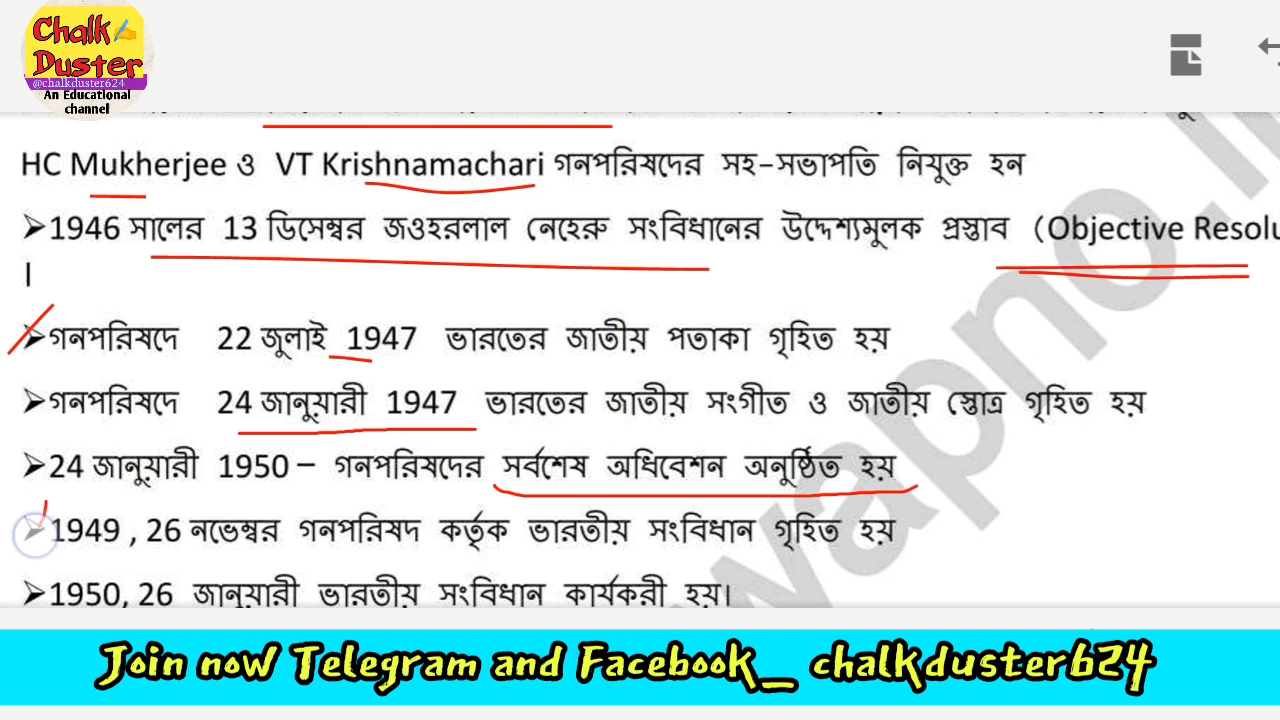 Chalk
Duster
@chalkduster624
An Educational
channel
HC Mukherjee ও VT Krishnamachari গনপরিষদের সহ-সভাপতি নিযুক্ত হন
➢1946 সালের 13 ডিসেম্বর জওহরলাল নেহেরু সংবিধানের উদ্দেশ্যমুলক প্রস্তাব (Objective Resolu
।
➢গনপরিষদে 22 জুলাই 1947 ভারতের জাতীয় পতাকা গৃহিত হয়
➢গনপরিষদে 24 জানুয়ারী 1947 ভারতের জাতীয় সংগীত ও জাতীয় স্তোত্র গৃহিত হয়
➢24 জানুয়ারী 1950 – গনপরিষদের সর্বশেষ অধিবেশন অনুষ্ঠিত হয়
➢1949 , 26 নভেম্বর গনপরিষদ কর্তৃক ভারতীয় সংবিধান গৃহিত হয়
➢1950, 26 জানুয়ারী ভারতীয় সংবিধান কার্যকরী হয়।
wapno.i
Join now Telegram and Facebook_ chalkduster624